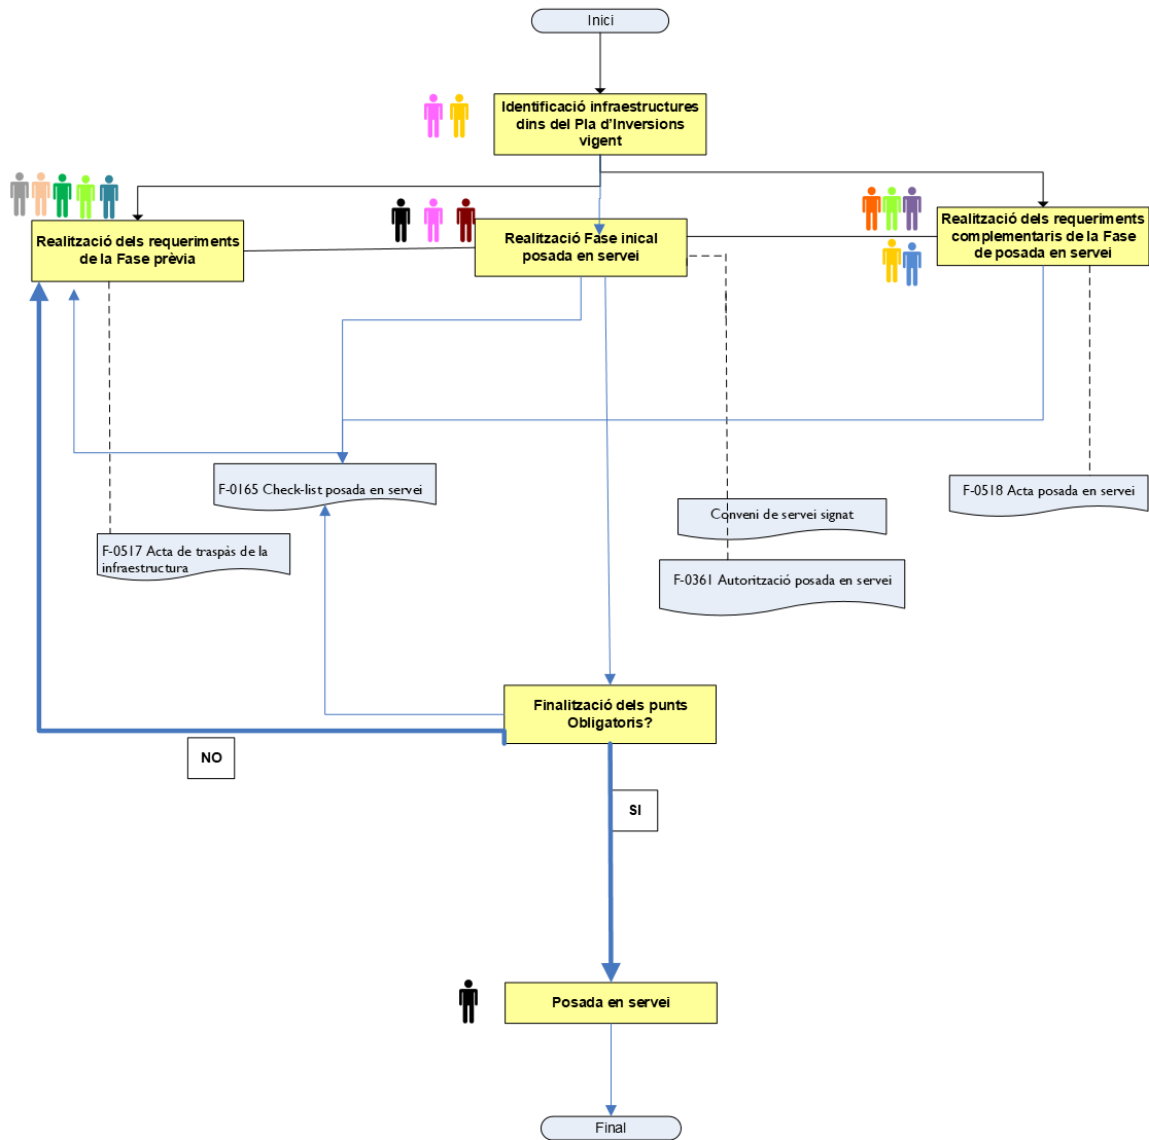 Inici
Identificació infraestructures
dins del Pla d'Inversions
vigent
Realització dels requeriments
de la Fase prèvia
Realització Fase inical
posada en servei
Realització dels requeriments
complementaris de la Fase
de posada en servei
F-0165 Check-list posada en servei
F-0518 Acta posada en servei
Conveni de servei signat
F-0517 Acta de traspàs de la
infraestructura
F-0361 Autorització posada en servei
Finalització dels punts
Obligatoris?
NO
SI
Posada en servei
Final